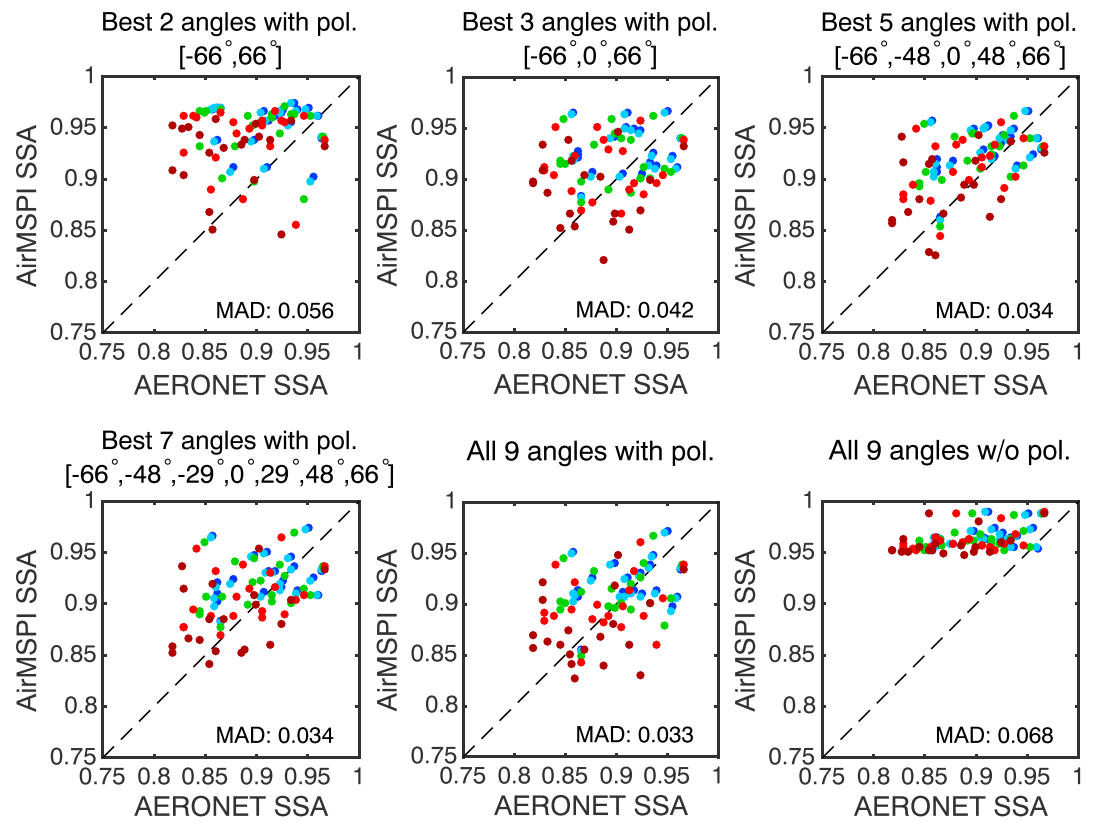 Best 2 angles with pol.
[-66°,66°]
1
0.95
0.9
0.85
0.8
0.75
AirMSPI SSA
MAD: 0.056
0.75 0.8 0.85 0.9 0.95 1
AERONET SSA
Best 3 angles with pol.
[-66°,0°,66°]
1
0.95
0.9
0.85
0.8
0.75
AirMSPI SSA
MAD: 0.042
0.75 0.8 0.85 0.9 0.95 1
AERONET SSA
Best 5 angles with pol.
[-66°,-48°,0°,48°,66°]
1
0.95
0.9
0.85
0.8
0.75
AirMSPI SSA
MAD: 0.034
0.75 0.8 0.85 0.9 0.95 1
AERONET SSA
Best 7 angles with pol.
[-66°,-48°,-29°,0°,29°,48°,66°]
1
0.95
0.9
0.85
0.8
0.75
AirMSPI SSA
MAD: 0.034
0.75 0.8 0.85 0.9 0.95 1
AERONET SSA
All 9 angles with pol.
1
0.95
0.9
0.85
0.8
0.75
AirMSPI SSA
MAD: 0.033
0.75 0.8 0.85 0.9 0.95 1
AERONET SSA
All 9 angles w/o pol.
1
0.95
0.9
0.85
0.8
0.75
AirMSPI SSA
MAD: 0.068
0.75 0.8 0.85 0.9 0.95 1
AERONET SSA